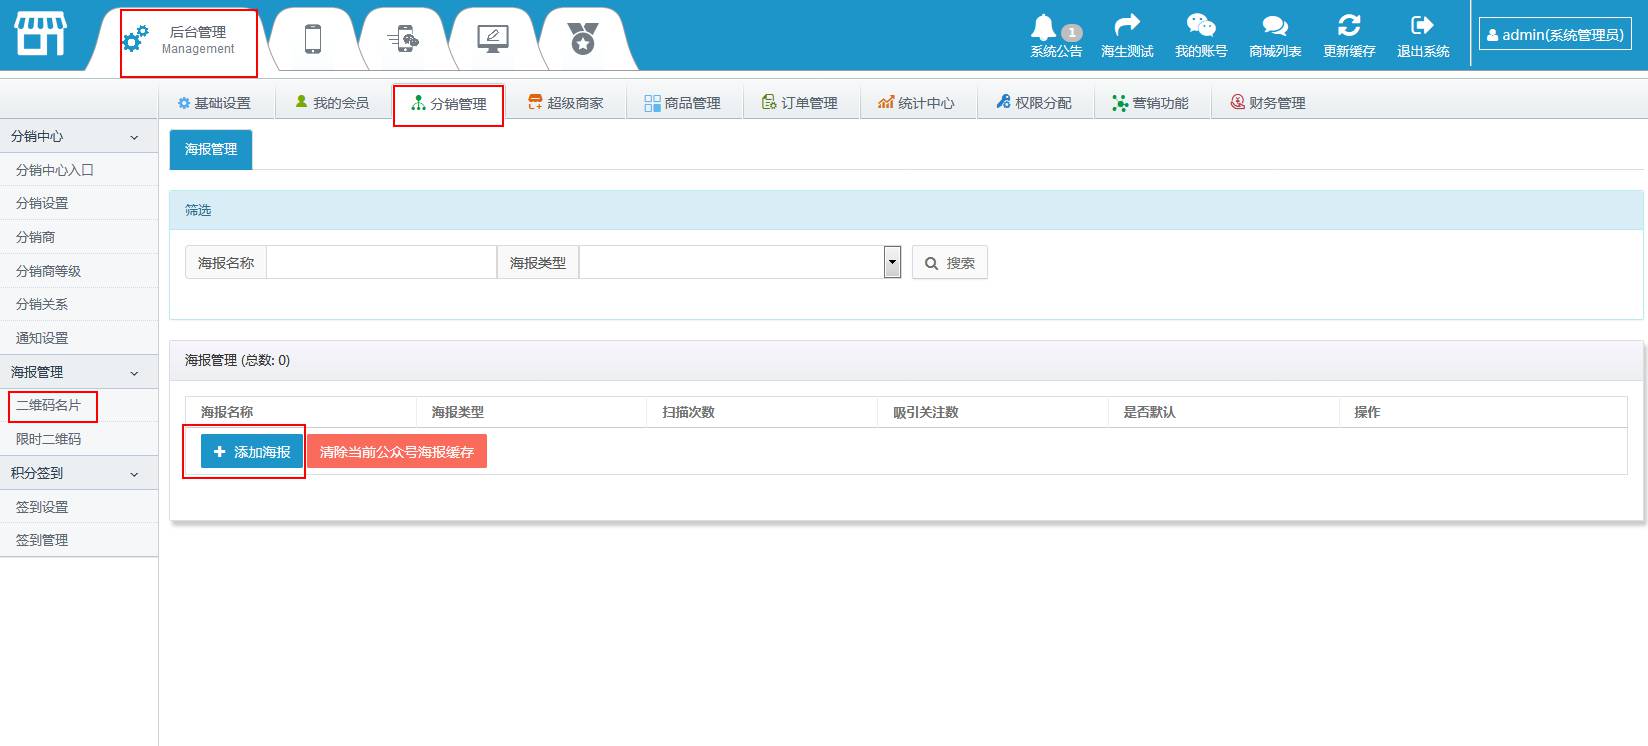 后台管理
Management
1
系统公告 海生测试 我的账号 商城列表 更新缓存 退出系统
admin(系统管理员)
基础设置 我的会员 分销管理 超级商家 商品管理 订单管理 统计中心 权限分配 营销功能 财务管理
分销中心
分销中心入口
分销设置
分销商
分销商等级
分销关系
通知设置
海报管理
二维码名片
限时二维码
积分签到
签到设置
签到管理
海报管理
筛选
海报名称 海报类型 搜索
海报管理 (总数: 0)
海报名称 海报类型 扫描次数 吸引关注数 是否默认 操作
添加海报 清除当前公众号海报缓存